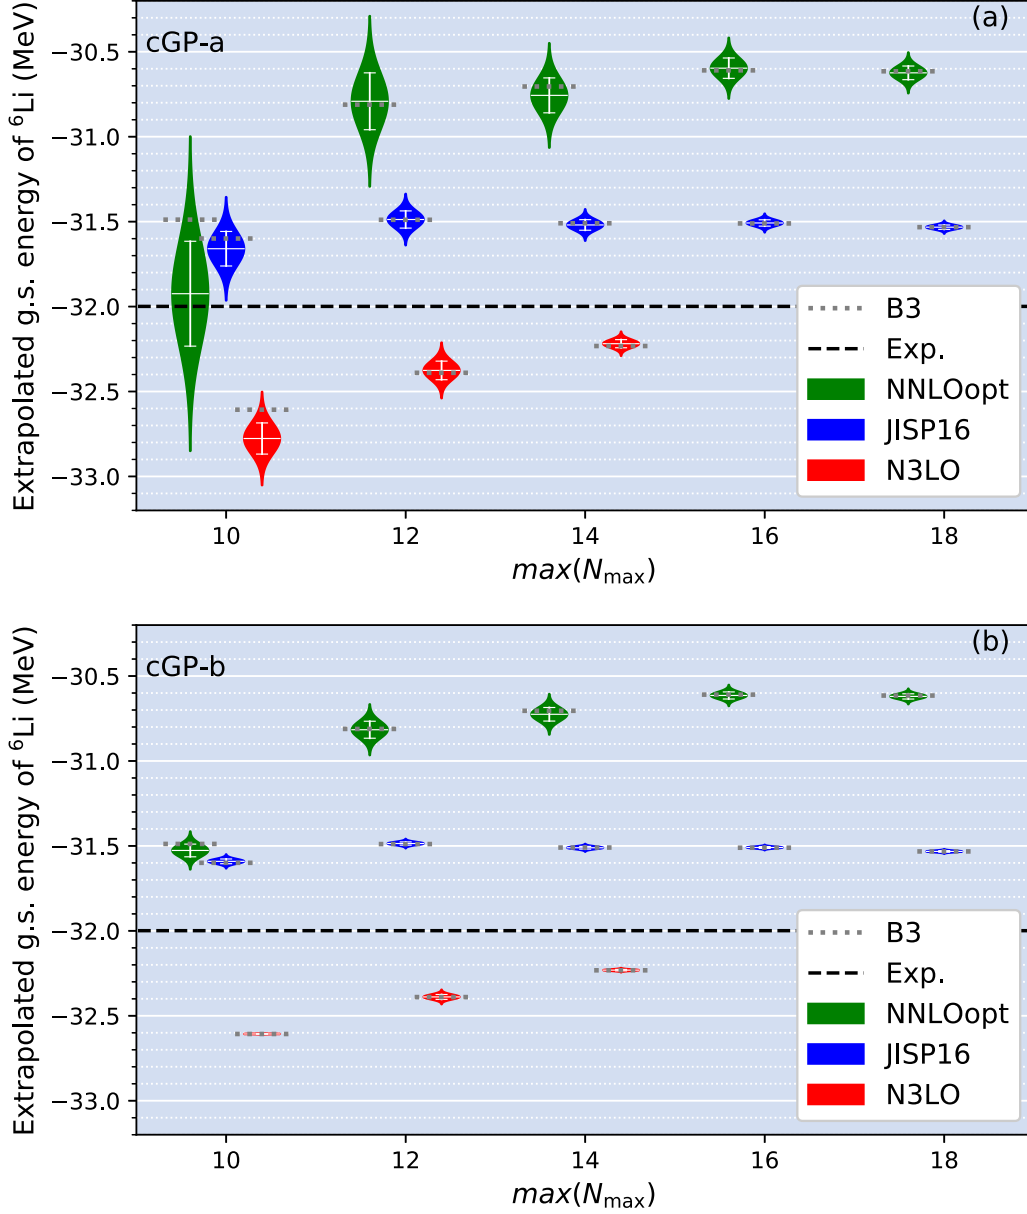 (a)
cGP-a
Extrapolated g.s. energy of ⁶Li (MeV)
−30.5
−31.0
−31.5
−32.0
−32.5
−33.0
B3
Exp.
NNLOopt
JISP16
N3LO
10 12 14 16 18
max(Nmax)
(b)
cGP-b
Extrapolated g.s. energy of ⁶Li (MeV)
−30.5
−31.0
−31.5
−32.0
−32.5
−33.0
B3
Exp.
NNLOopt
JISP16
N3LO
10 12 14 16 18
max(Nmax)